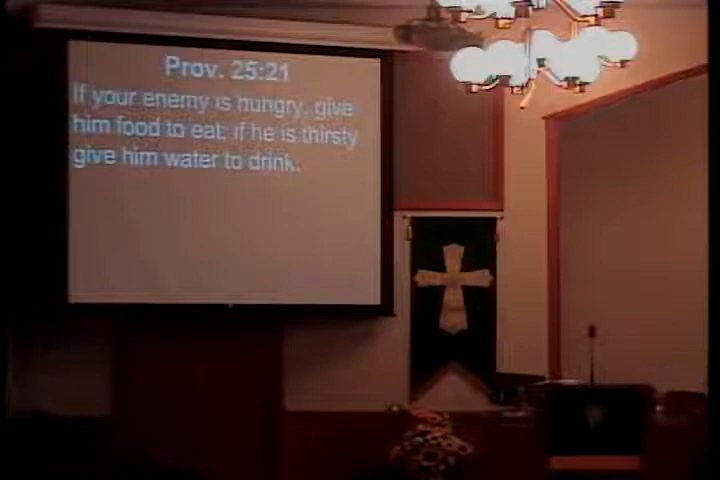 Prov. 25:21
If your enemy is hungry, give
him food to eat; if he is thirsty
give him water to drink.